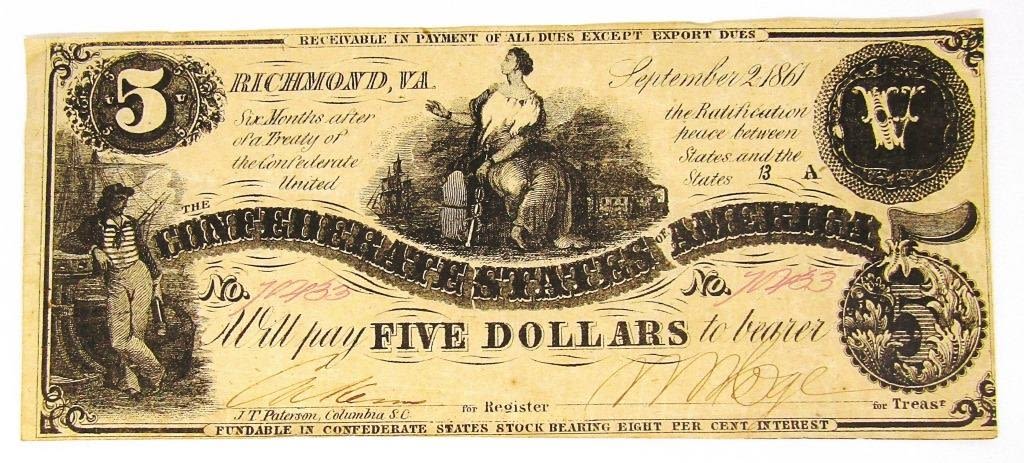 RECEIVABLE IN PAYMENT OF ALL DUES EXCEPT EXPORT DUES
5
RICHMOND, VA.
September 2, 1861
V
Six Months after the Ratification
of a Treaty of peace between
the Confederate States and the
United States B A
THE CONFEDERATE STATES OF AMERICA
No. No.
Will pay FIVE DOLLARS to bearer
5
for Register
for Treasr
J T Paterson, Columbia S.C.
FUNDABLE IN CONFEDERATE STATES STOCK BEARING EIGHT PER CENT INTEREST